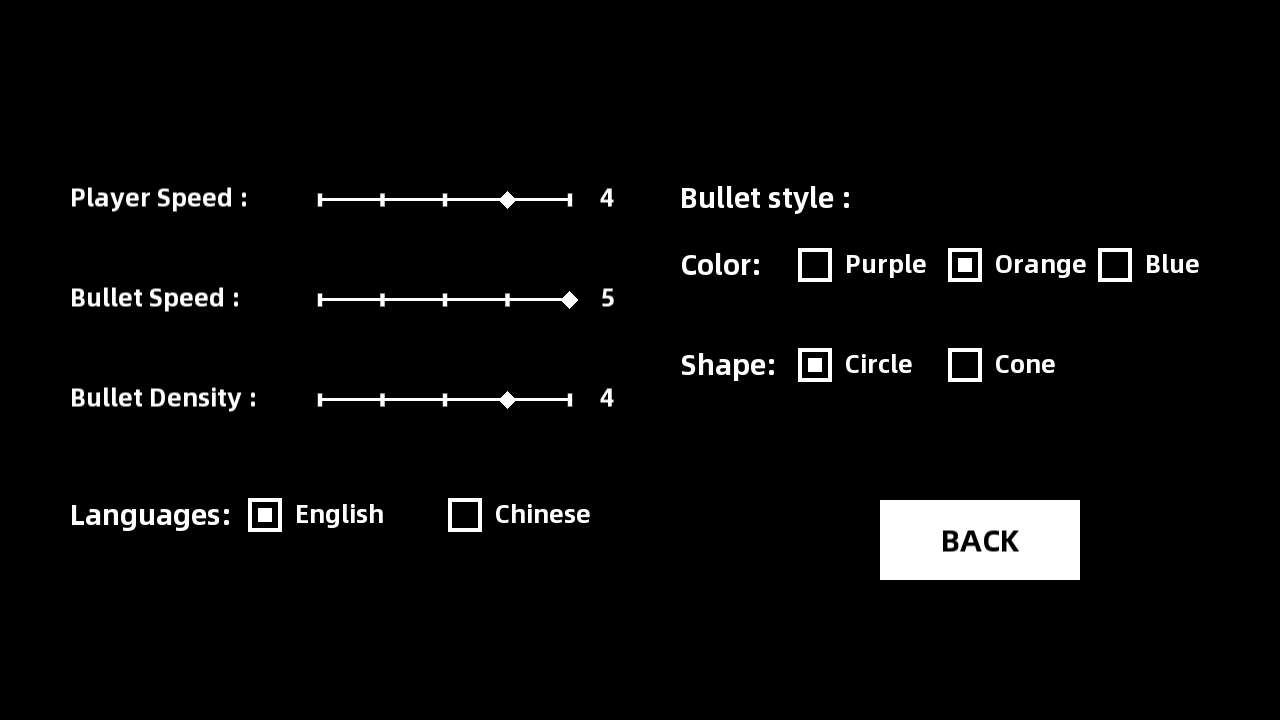 Player Speed : 4
Bullet Speed : 5
Bullet Density : 4
Languages: English Chinese
Bullet style :
Color: Purple Orange Blue
Shape: Circle Cone
BACK